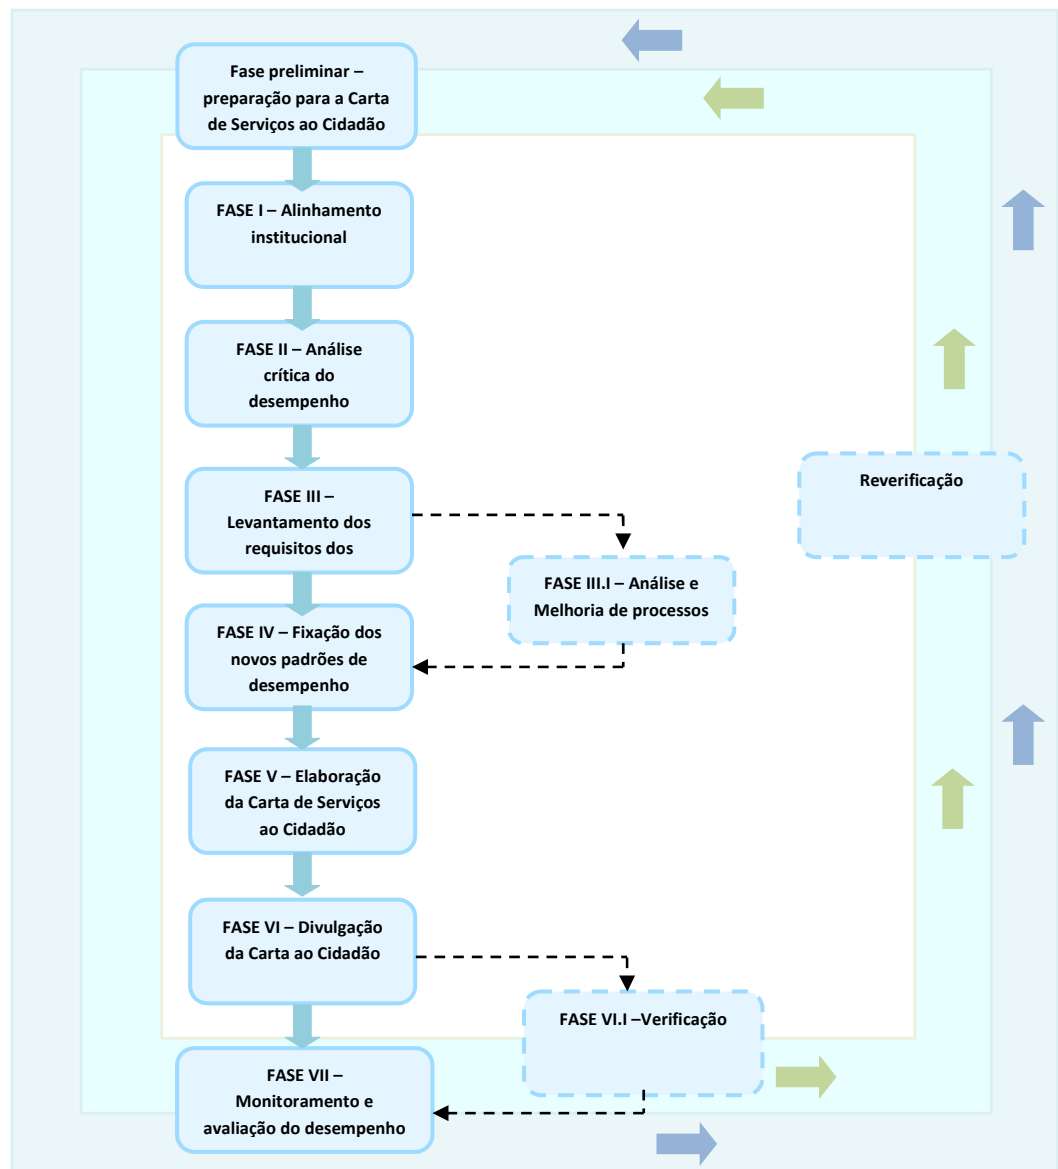 Fase preliminar –
preparação para a Carta
de Serviços ao Cidadão
FASE I – Alinhamento
institucional
FASE II – Análise
crítica do
desempenho
FASE III –
Levantamento dos
requisitos dos
FASE III.I – Análise e
Melhoria de processos
Reverificação
FASE IV – Fixação dos
novos padrões de
desempenho
FASE V – Elaboração
da Carta de Serviços
ao Cidadão
FASE VI – Divulgação
da Carta ao Cidadão
FASE VI.I –Verificação
FASE VII –
Monitoramento e
avaliação do desempenho